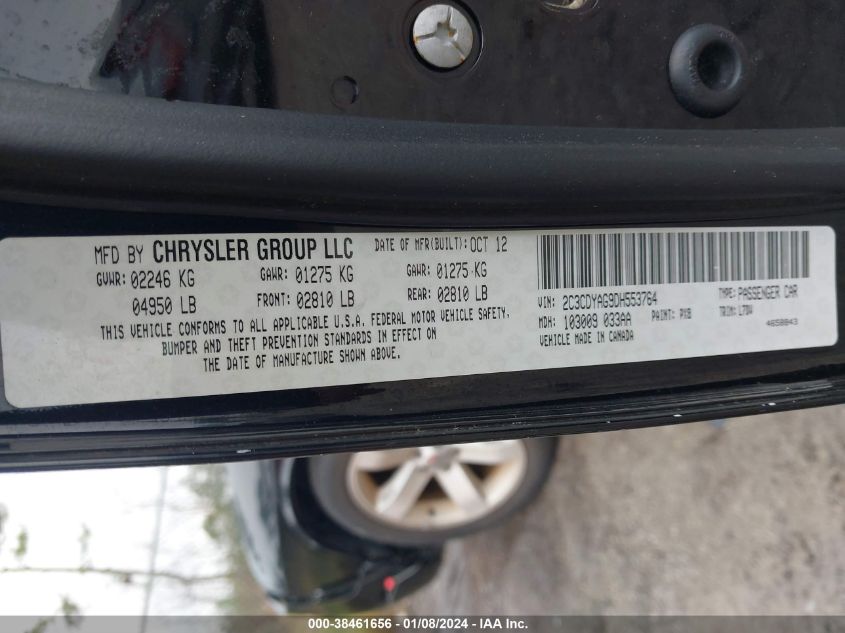 MFD BY CHRYSLER GROUP LLC DATE OF MFR(BUILT): OCT 12
GVWR: 02246 KG GAWR: 01275 KG GAWR: 01275 KG
04950 LB FRONT: 02810 LB REAR: 02810 LB
THIS VEHICLE CONFORMS TO ALL APPLICABLE U.S.A. FEDERAL MOTOR VEHICLE SAFETY,
BUMPER AND THEFT PREVENTION STANDARDS IN EFFECT ON
THE DATE OF MANUFACTURE SHOWN ABOVE.
VIN: 2C3CDYAG9DH553764 TYPE: PASSENGER CAR
MDH: 103009 033AA PAINT: PX8 TRIM: L7DV
VEHICLE MADE IN CANADA 4658043
000-38461656 - 01/08/2024 - IAA Inc.